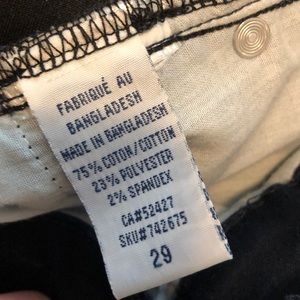 FABRIQUÉ AU
BANGLADESH
MADE IN BANGLADESH
75% COTON/COTTON
23% POLYESTER
2% SPANDEX
CA#52427
SKU#742675
29